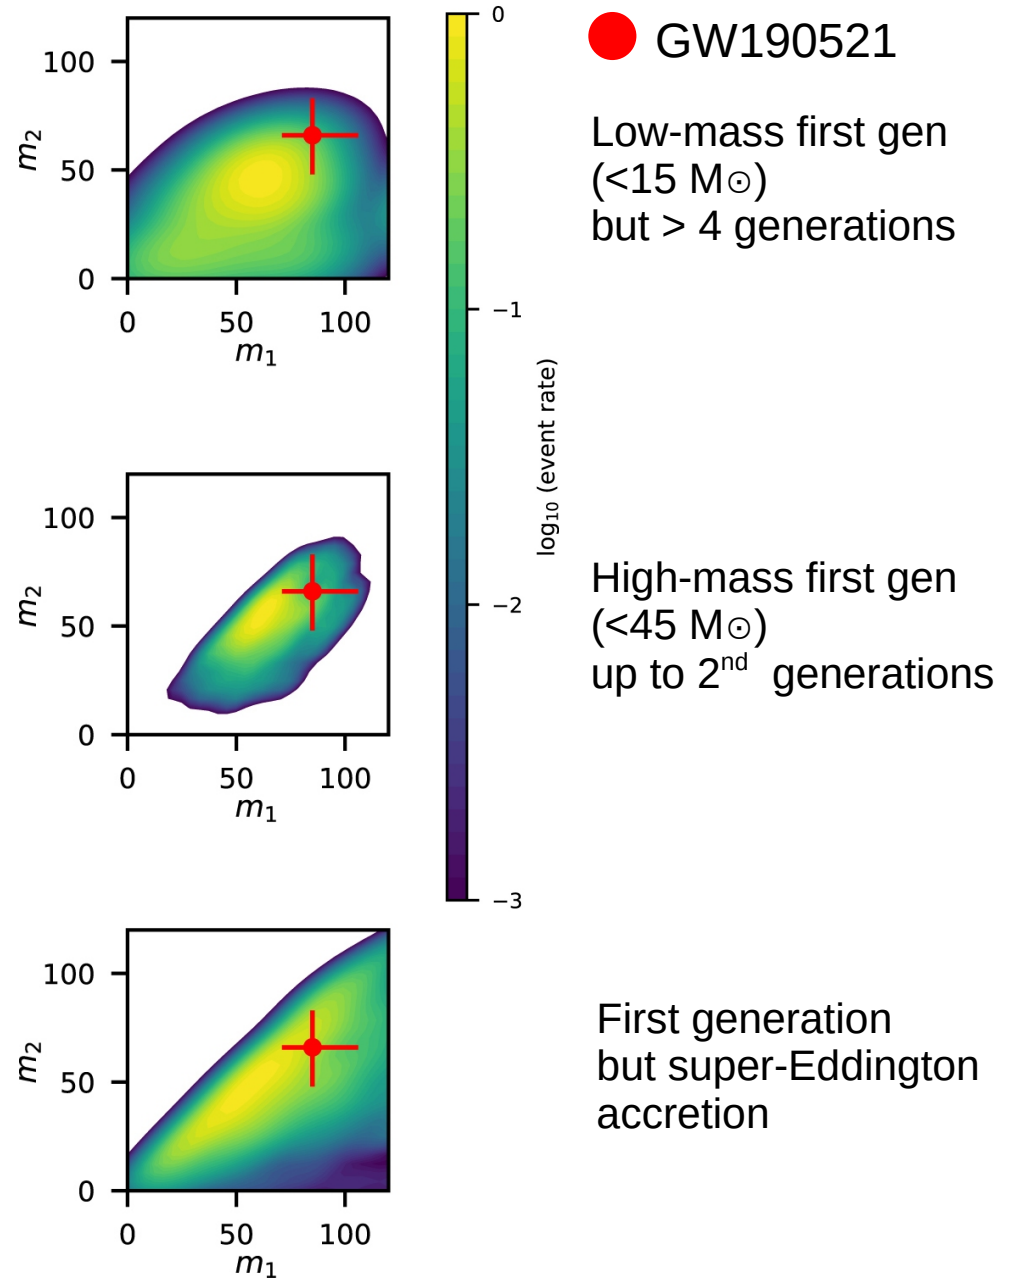 GW190521
100
50
0
m₂
0
50
100
m₁
Low-mass first gen
(<15 M☉)
but > 4 generations
0
−1
−2
−3
log₁₀ (event rate)
100
50
0
m₂
0
50
100
m₁
High-mass first gen
(<45 M☉)
up to 2ⁿᵈ generations
100
50
0
m₂
0
50
100
m₁
First generation
but super-Eddington
accretion